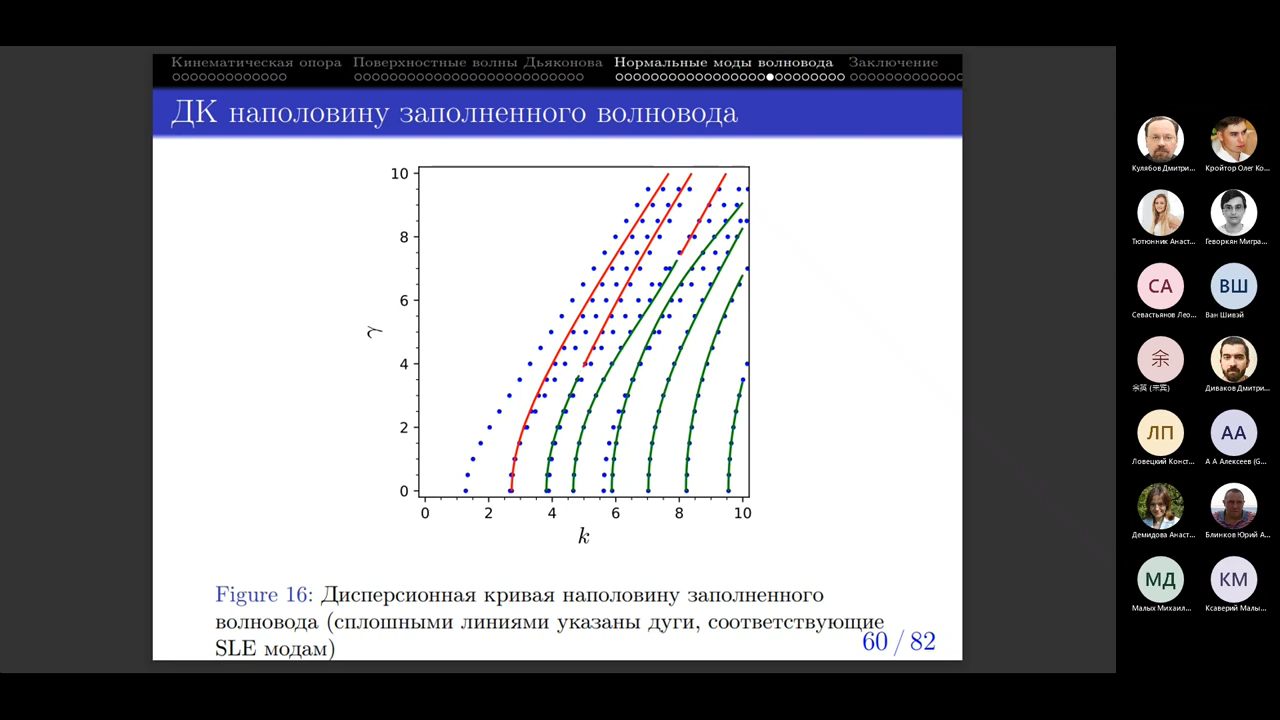 Кинематическая опора Поверхностные волны Дьяконова Нормальные моды волновода Заключение
ДК наполовину заполненного волновода
10
8
6
4
2
0
γ
0 2 4 6 8 10
k
Figure 16: Дисперсионная кривая наполовину заполненного
волновода (сплошными линиями указаны дуги, соответствующие
SLE модам)
60 / 82
Кулябов Дмитри...
Кройтор Олег Ко...
Тютюнник Анаст...
Геворкян Мигра...
СА
Севастьянов Лео...
ВШ
Ван Шивэй
余
Диваков Дмитри...
ЛП
Ловецкий Конст...
АА
А А Алексеев (G...
Демидова Анаст...
Блинков Юрий А...
МД
Малых Михаил...
КМ
Ксаверий Малы...